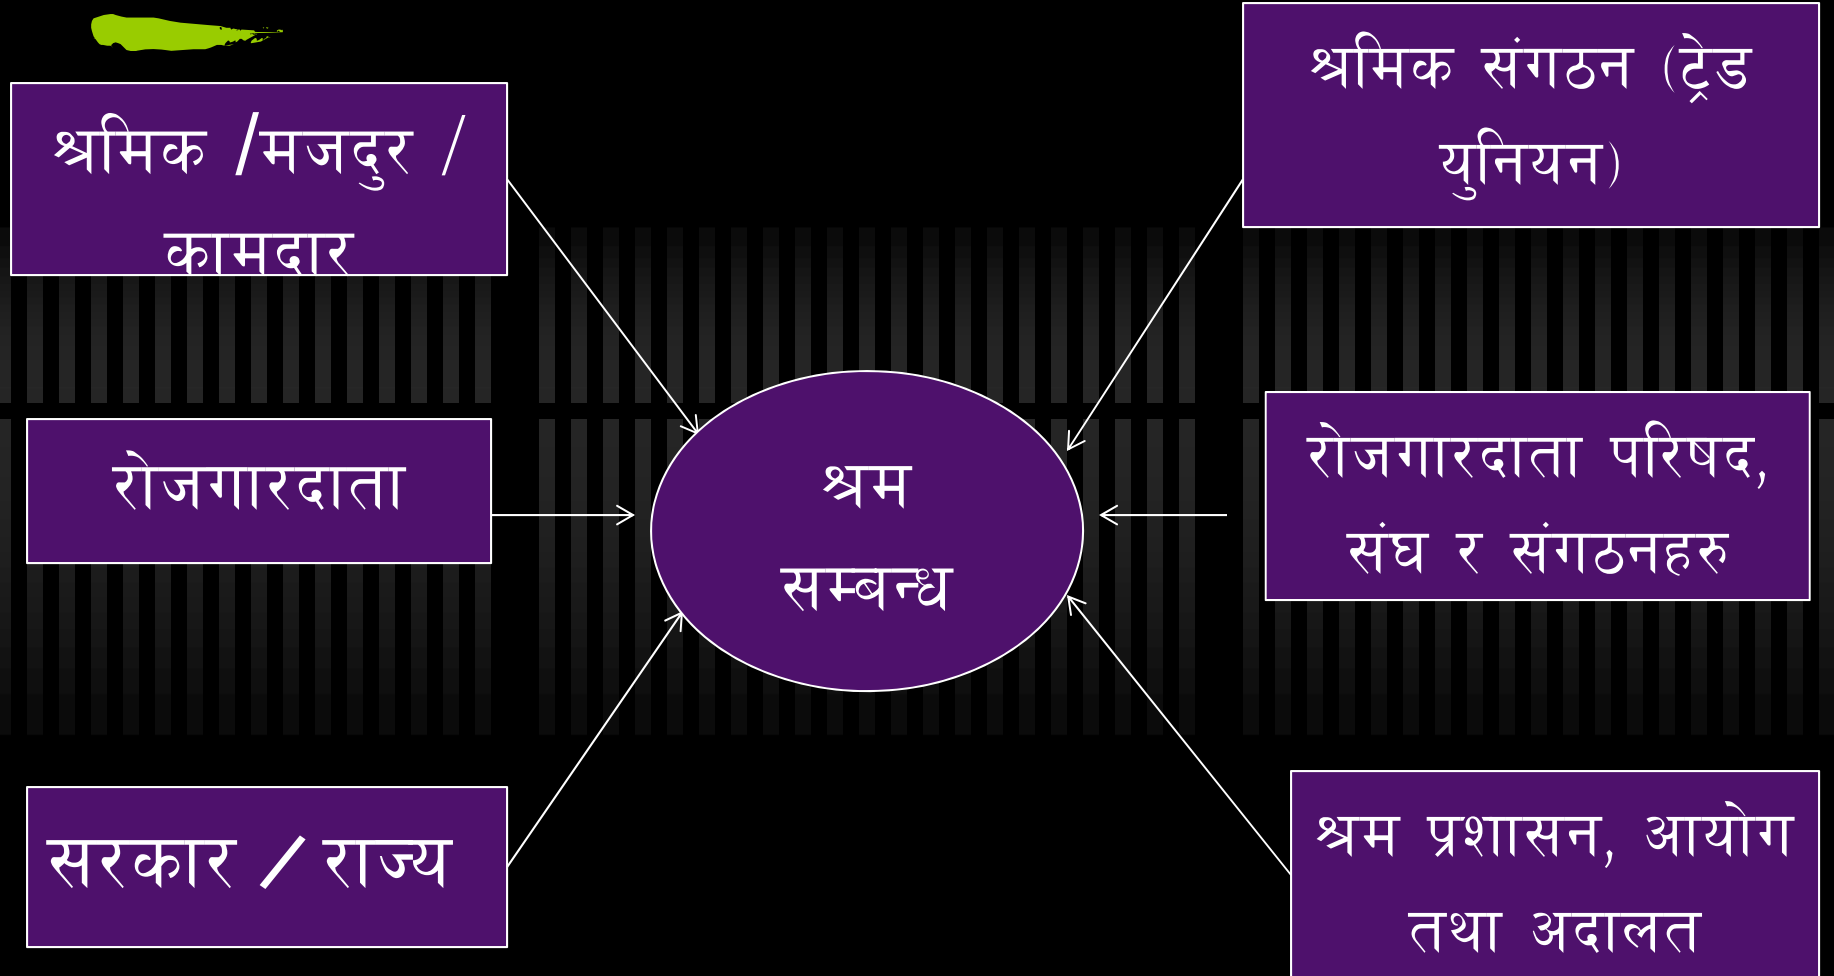 श्रमिक /मजदुर /
कामदार
रोजगारदाता
सरकार / राज्य
श्रम
सम्बन्ध
श्रमिक संगठन (ट्रेड
युनियन)
रोजगारदाता परिषद,
संघ र संगठनहरु
श्रम प्रशासन, आयोग
तथा अदालत